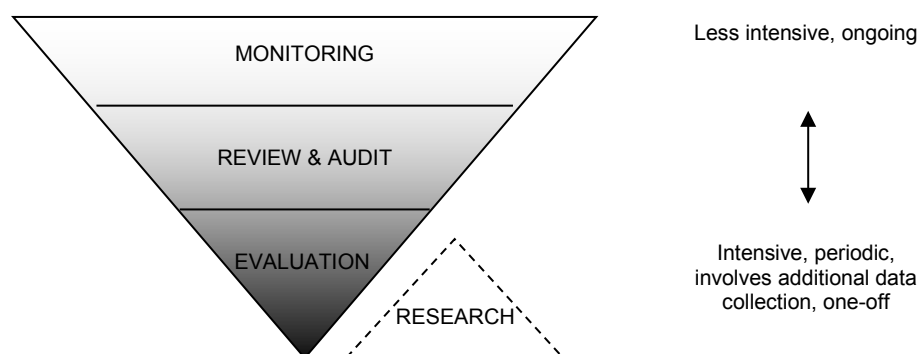 MONITORING
REVIEW & AUDIT
EVALUATION
RESEARCH
Less intensive, ongoing
Intensive, periodic,
involves additional data
collection, one-off